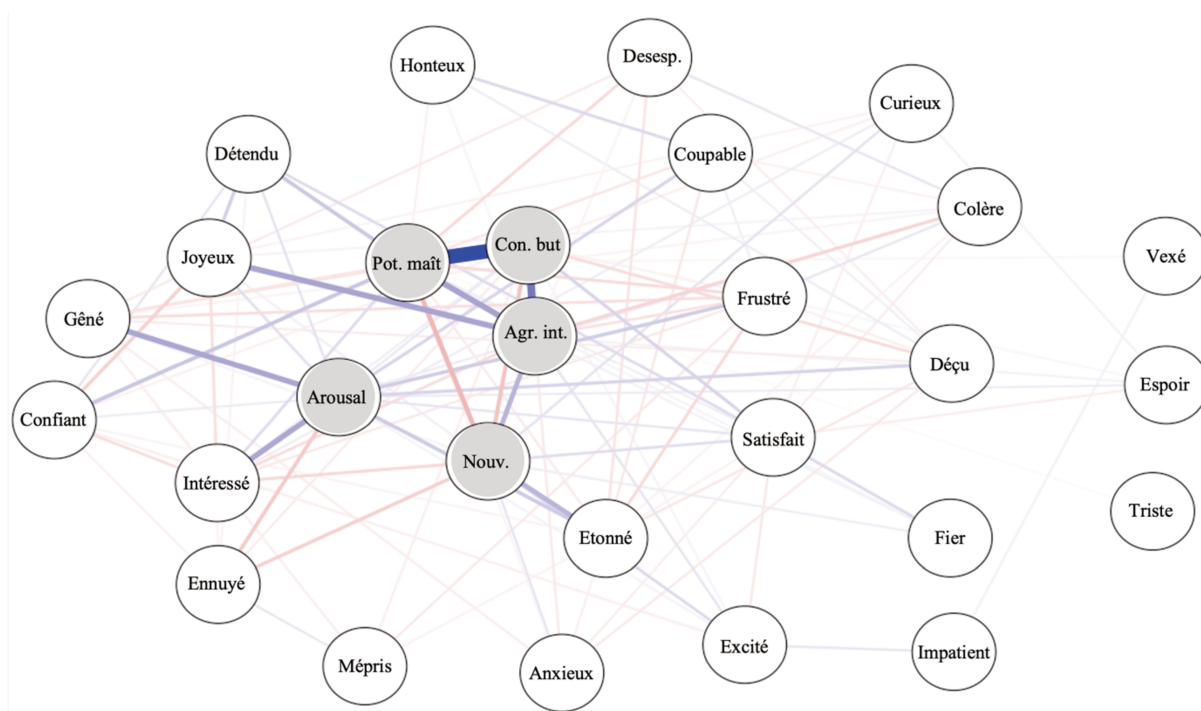 Honteux
Desesp.
Curieux
Détendu
Coupable
Colère
Joyeux
Pot. maît
Con. but
Vexé
Gêné
Frustré
Agr. int.
Déçu
Espoir
Confiant
Arousal
Satisfait
Intéressé
Nouv.
Triste
Etonné
Fier
Ennuyé
Mépris
Anxieux
Excité
Impatient